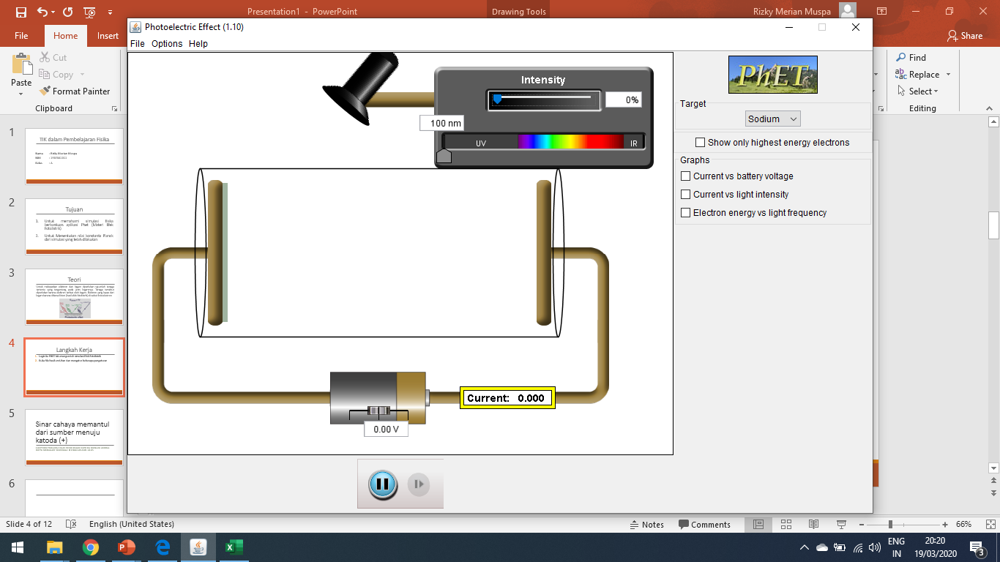 Presentation1 - PowerPoint
Drawing Tools
Rizky Merian Muspa
File
Home
Insert
Share
Paste
Cut
Copy
Format Painter
Clipboard
Find
Replace
Select
Editing
Photoelectric Effect (1.10)
File Options Help
Intensity
0%
100 nm
UV
IR
PhET
Target
Sodium
Show only highest energy electrons
Graphs
Current vs battery voltage
Current vs light intensity
Electron energy vs light frequency
Current: 0.000
0.00 V
1
TIK dalam Pembelajaran Fisika
2
Tujuan
3
Teori
4
Langkah Kerja
5
Sinar cahaya memantul
dari sumber menuju
katoda (+)
6
Slide 4 of 12
English (United States)
Notes
Comments
66%
ENG
IN
20:20
19/03/2020
3